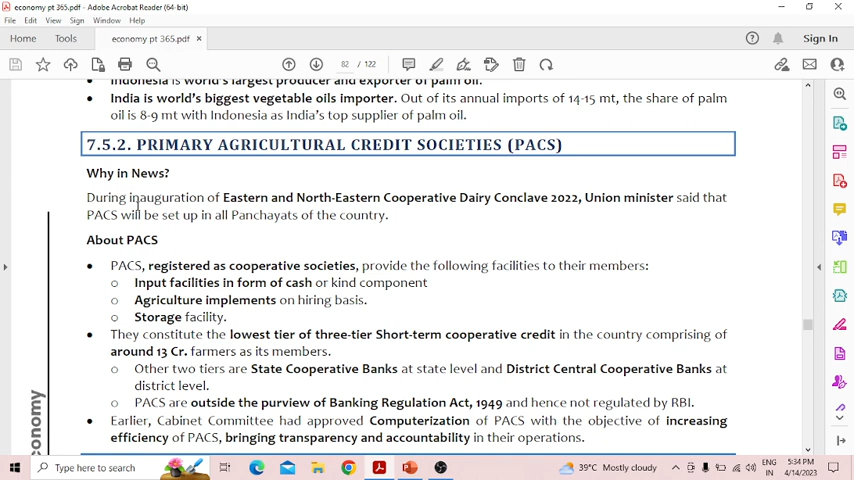 economy pt 365.pdf - Adobe Acrobat Reader (64-bit)
File Edit View Sign Window Help
Home Tools economy pt 365.pdf × Sign In
82 / 122
Indonesia is world's largest producer and exporter of palm oil.
• India is world's biggest vegetable oils importer. Out of its annual imports of 14-15 mt, the share of palm
oil is 8-9 mt with Indonesia as India's top supplier of palm oil.
7.5.2. PRIMARY AGRICULTURAL CREDIT SOCIETIES (PACS)
Why in News?
During inauguration of Eastern and North-Eastern Cooperative Dairy Conclave 2022, Union minister said that
PACS will be set up in all Panchayats of the country.
About PACS
• PACS, registered as cooperative societies, provide the following facilities to their members:
o Input facilities in form of cash or kind component
o Agriculture implements on hiring basis.
o Storage facility.
• They constitute the lowest tier of three-tier Short-term cooperative credit in the country comprising of
around 13 Cr. farmers as its members.
o Other two tiers are State Cooperative Banks at state level and District Central Cooperative Banks at
district level.
o PACS are outside the purview of Banking Regulation Act, 1949 and hence not regulated by RBI.
• Earlier, Cabinet Committee had approved Computerization of PACS with the objective of increasing
efficiency of PACS, bringing transparency and accountability in their operations.
conomy
Type here to search
39°C Mostly cloudy
ENG
IN
5:34 PM
4/14/2023